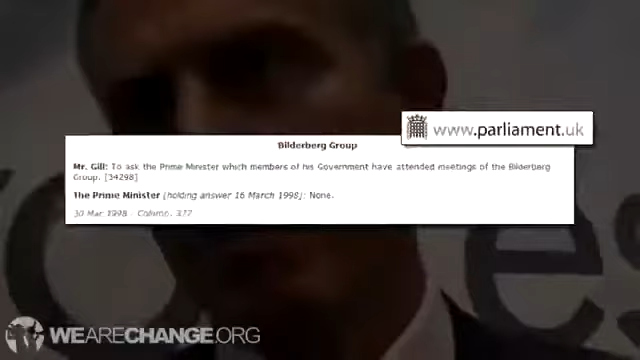 Bilderberg Group
www.parliament.uk
Mr. Gill: To ask the Prime Minister which members of his Government have attended meetings of the Bilderberg
Group. [34298]
The Prime Minister [holding answer 16 March 1998]: None.
30 Mar 1998 : Column: 377
WEARECHANGE.ORG